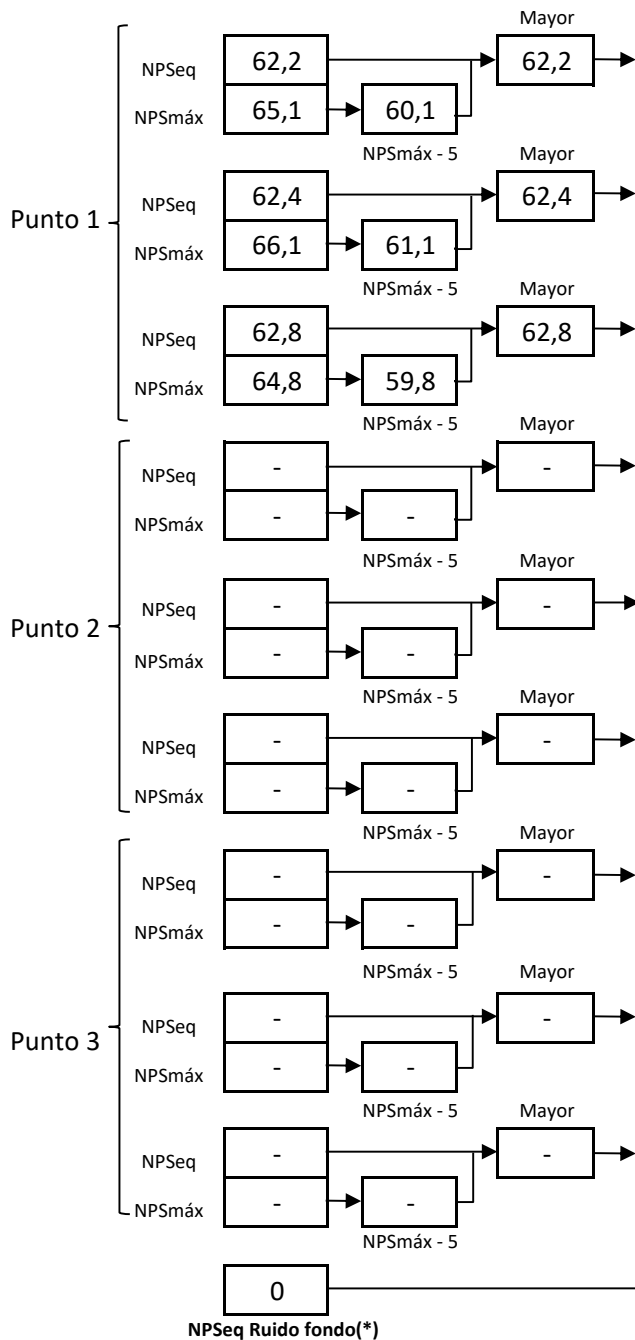 Mayor
NPSeq 62,2 62,2
NPSmáx 65,1 60,1
NPSmáx - 5
Mayor
NPSeq 62,4 62,4
Punto 1
NPSmáx 66,1 61,1
NPSmáx - 5
Mayor
NPSeq 62,8 62,8
NPSmáx 64,8 59,8
NPSmáx - 5
Mayor
NPSeq - -
NPSmáx - -
NPSmáx - 5
Mayor
NPSeq - -
Punto 2
NPSmáx - -
NPSmáx - 5
Mayor
NPSeq - -
NPSmáx - -
NPSmáx - 5
Mayor
NPSeq - -
NPSmáx - -
NPSmáx - 5
Mayor
NPSeq - -
Punto 3
NPSmáx - -
NPSmáx - 5
Mayor
NPSeq - -
NPSmáx - -
NPSmáx - 5
0
NPSeq Ruido fondo(*)